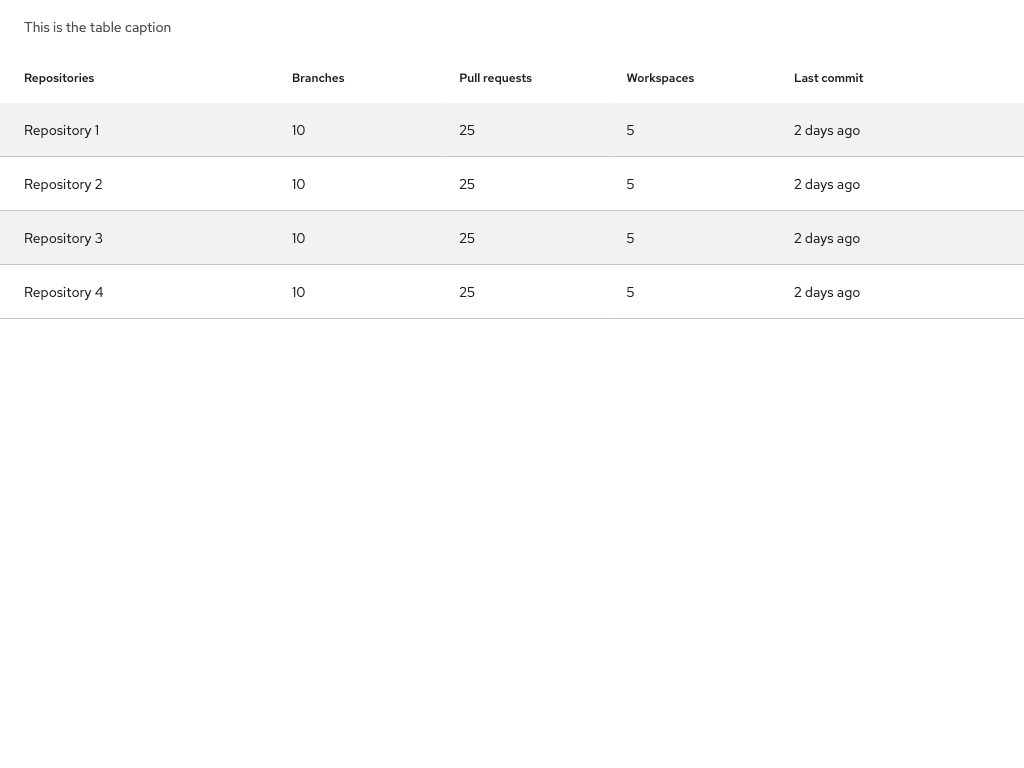 This is the table caption
Repositories Branches Pull requests Workspaces Last commit
Repository 1 10 25 5 2 days ago
Repository 2 10 25 5 2 days ago
Repository 3 10 25 5 2 days ago
Repository 4 10 25 5 2 days ago